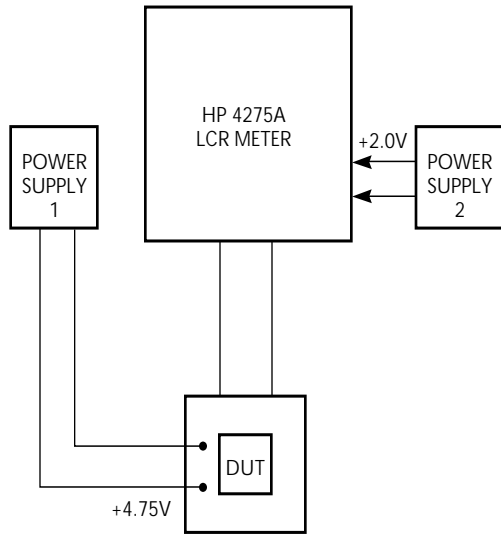 HP 4275A
LCR METER
POWER
SUPPLY
1
+2.0V
POWER
SUPPLY
2
DUT
+4.75V